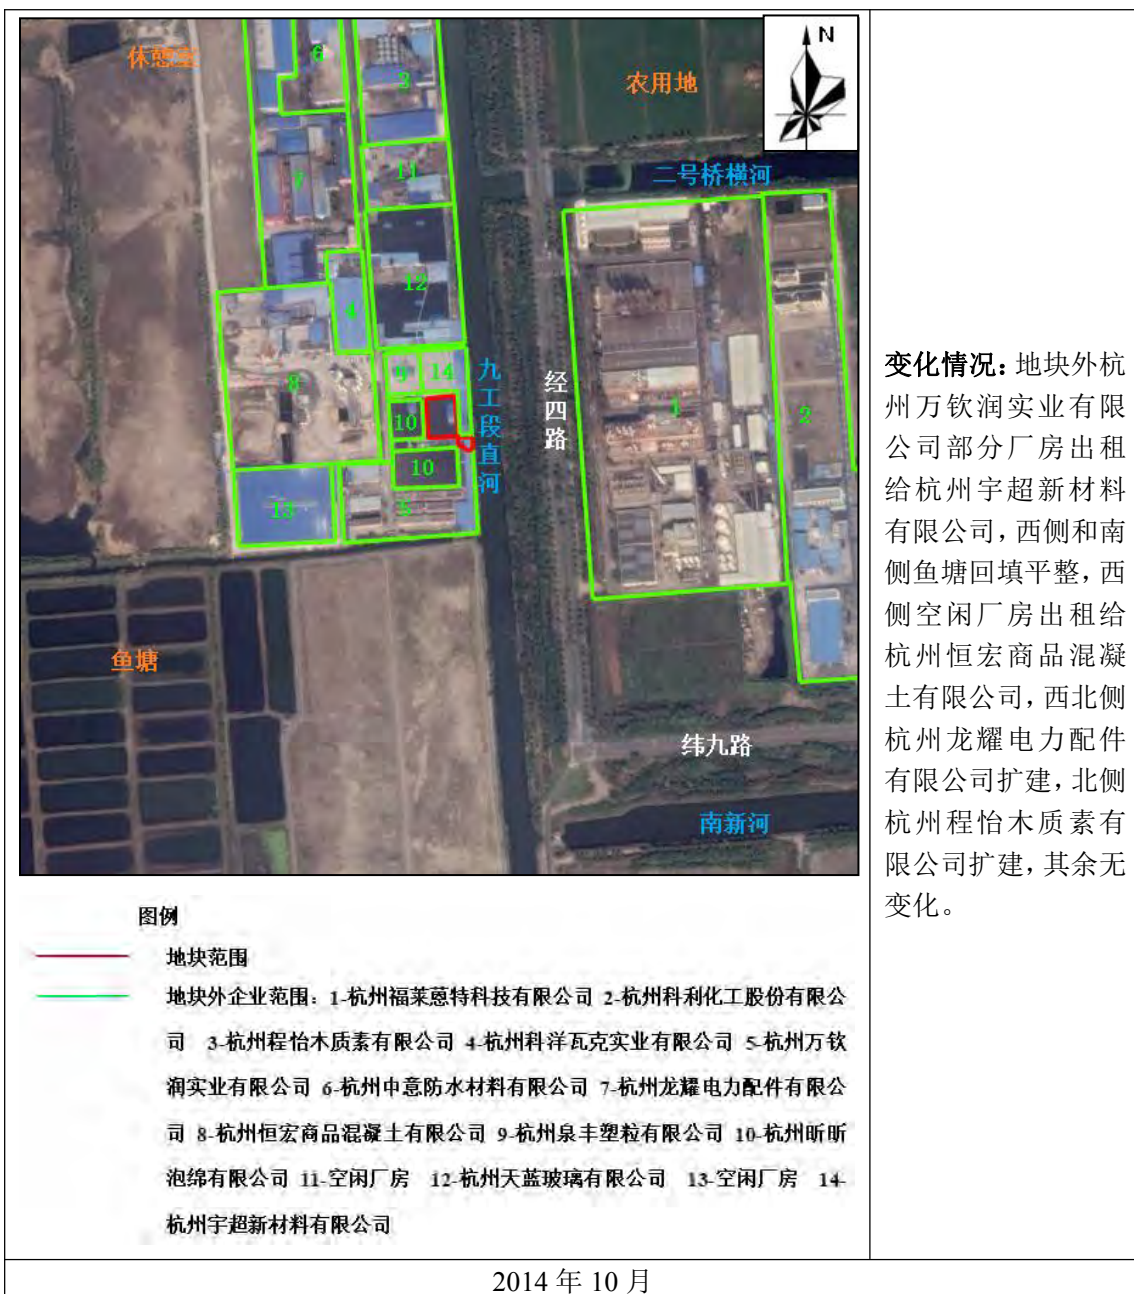 休憩室
6
3
农用地
N
二号桥横河
7
11
12
4
8
9
14
九工段直河
经四路
1
2
10
10
13
5
鱼塘
纬九路
南新河
变化情况：地块外杭
州万钦润实业有限
公司部分厂房出租
给杭州宇超新材料
有限公司，西侧和南
侧鱼塘回填平整，西
侧空闲厂房出租给
杭州恒宏商品混凝
土有限公司，西北侧
杭州龙耀电力配件
有限公司扩建，北侧
杭州程怡木质素有
限公司扩建，其余无
变化。
图例
地块范围
地块外企业范围：1-杭州福莱蒽特科技有限公司 2-杭州科利化工股份有限公
司 3-杭州程怡木质素有限公司 4-杭州科洋瓦克实业有限公司 5-杭州万钦
润实业有限公司 6-杭州中意防水材料有限公司 7-杭州龙耀电力配件有限公
司 8-杭州恒宏商品混凝土有限公司 9-杭州泉丰塑粒有限公司 10-杭州昕昕
泡绵有限公司 11-空闲厂房 12-杭州天蓝玻璃有限公司 13-空闲厂房 14-
杭州宇超新材料有限公司
2014 年 10 月